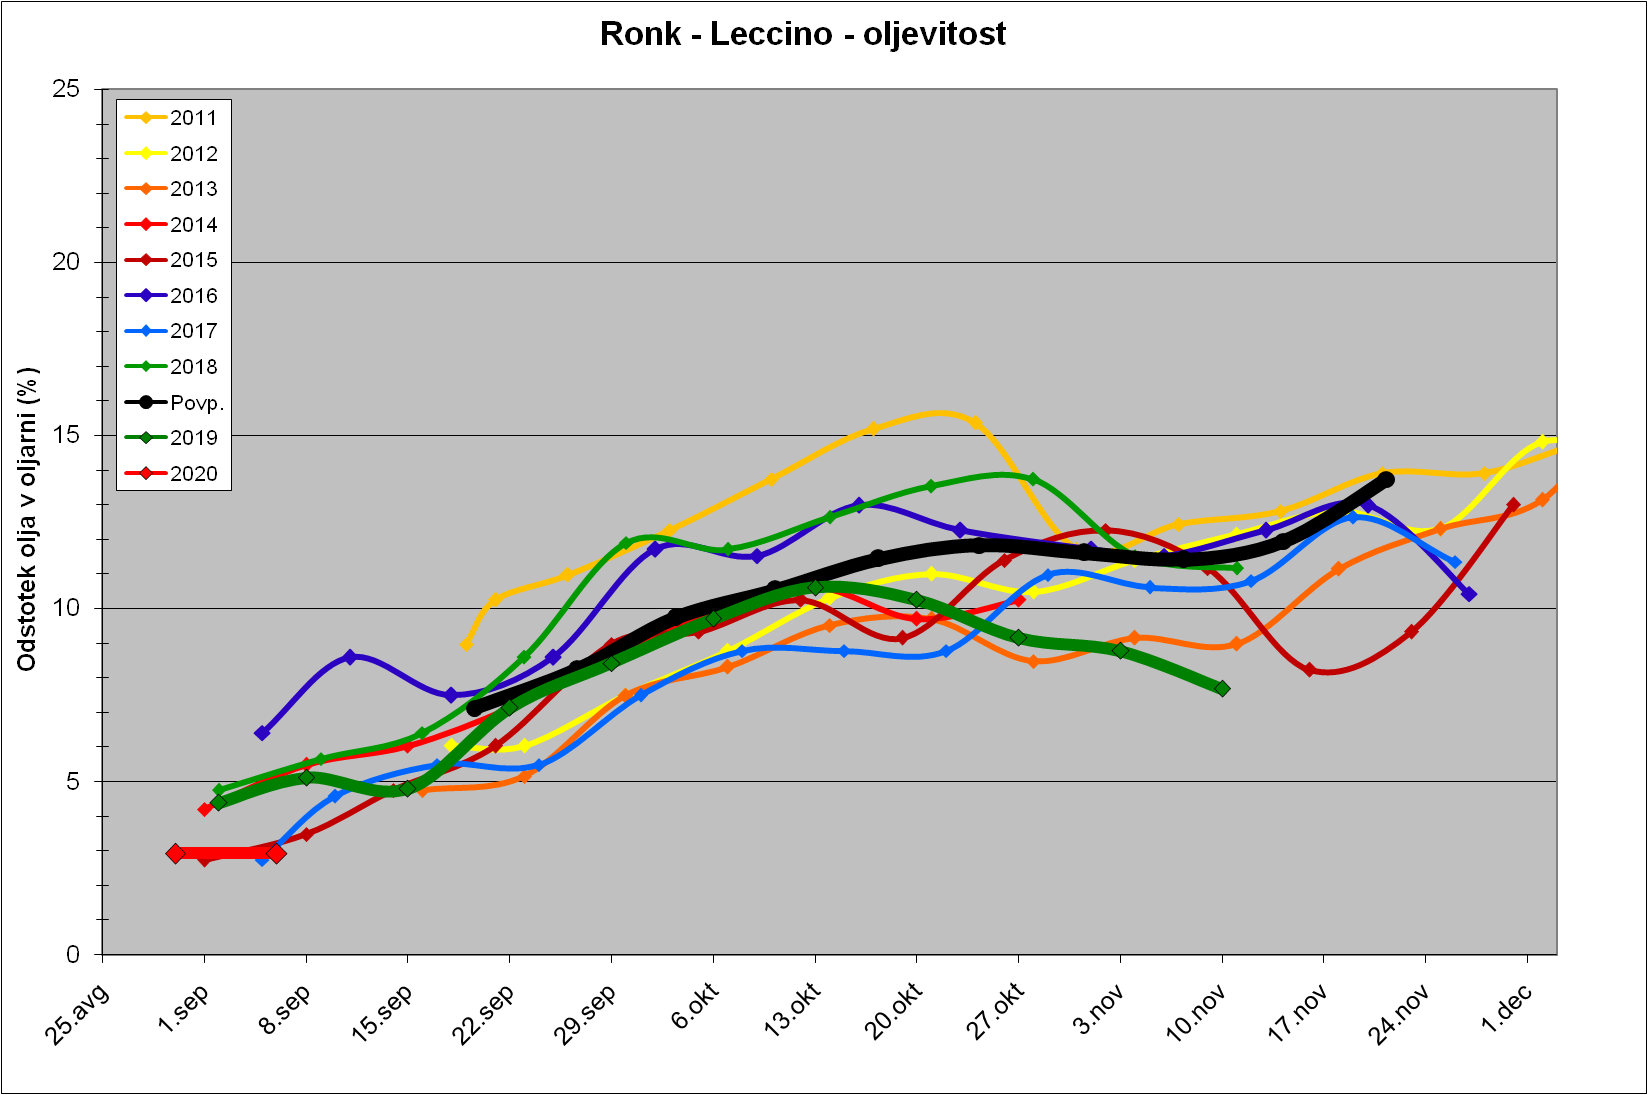 Ronk - Leccino - oljevitost
Odstotek olja v oljarni (%)
25
20
15
10
5
0
2011
2012
2013
2014
2015
2016
2017
2018
Povp.
2019
2020
25.avg
1.sep
8.sep
15.sep
22.sep
29.sep
6.okt
13.okt
20.okt
27.okt
3.nov
10.nov
17.nov
24.nov
1.dec